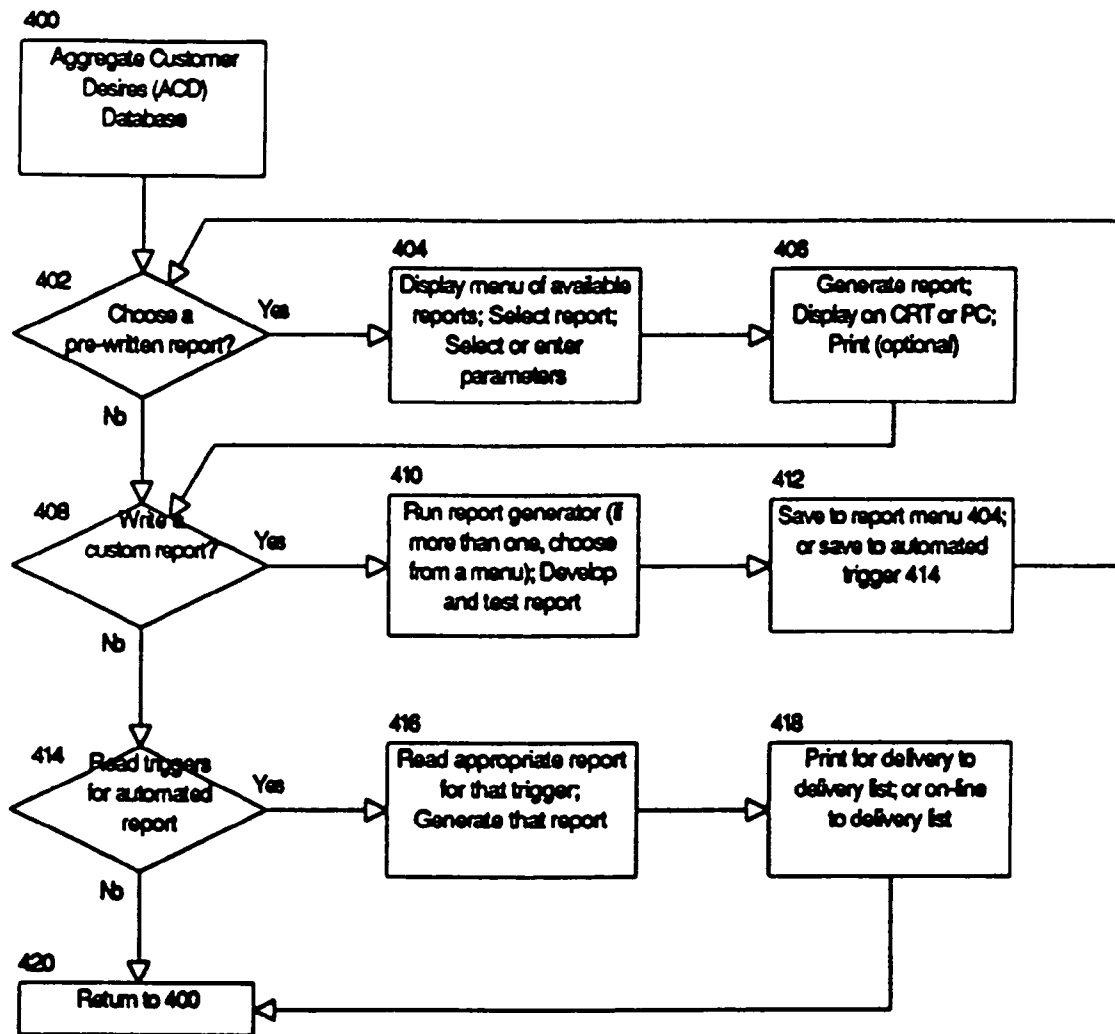 400
Aggregate Customer
Desires (ACD)
Database
402
Choose a
pre-written report?
Yes
No
404
Display menu of available
reports; Select report;
Select or enter
parameters
406
Generate report;
Display on CRT or PC;
Print (optional)
408
Write a
custom report?
Yes
No
410
Run report generator (if
more than one, choose
from a menu); Develop
and test report
412
Save to report menu 404;
or save to automated
trigger 414
414
Read triggers
for automated
report
Yes
No
416
Read appropriate report
for that trigger;
Generate that report
418
Print for delivery to
delivery list; or on-line
to delivery list
420
Return to 400